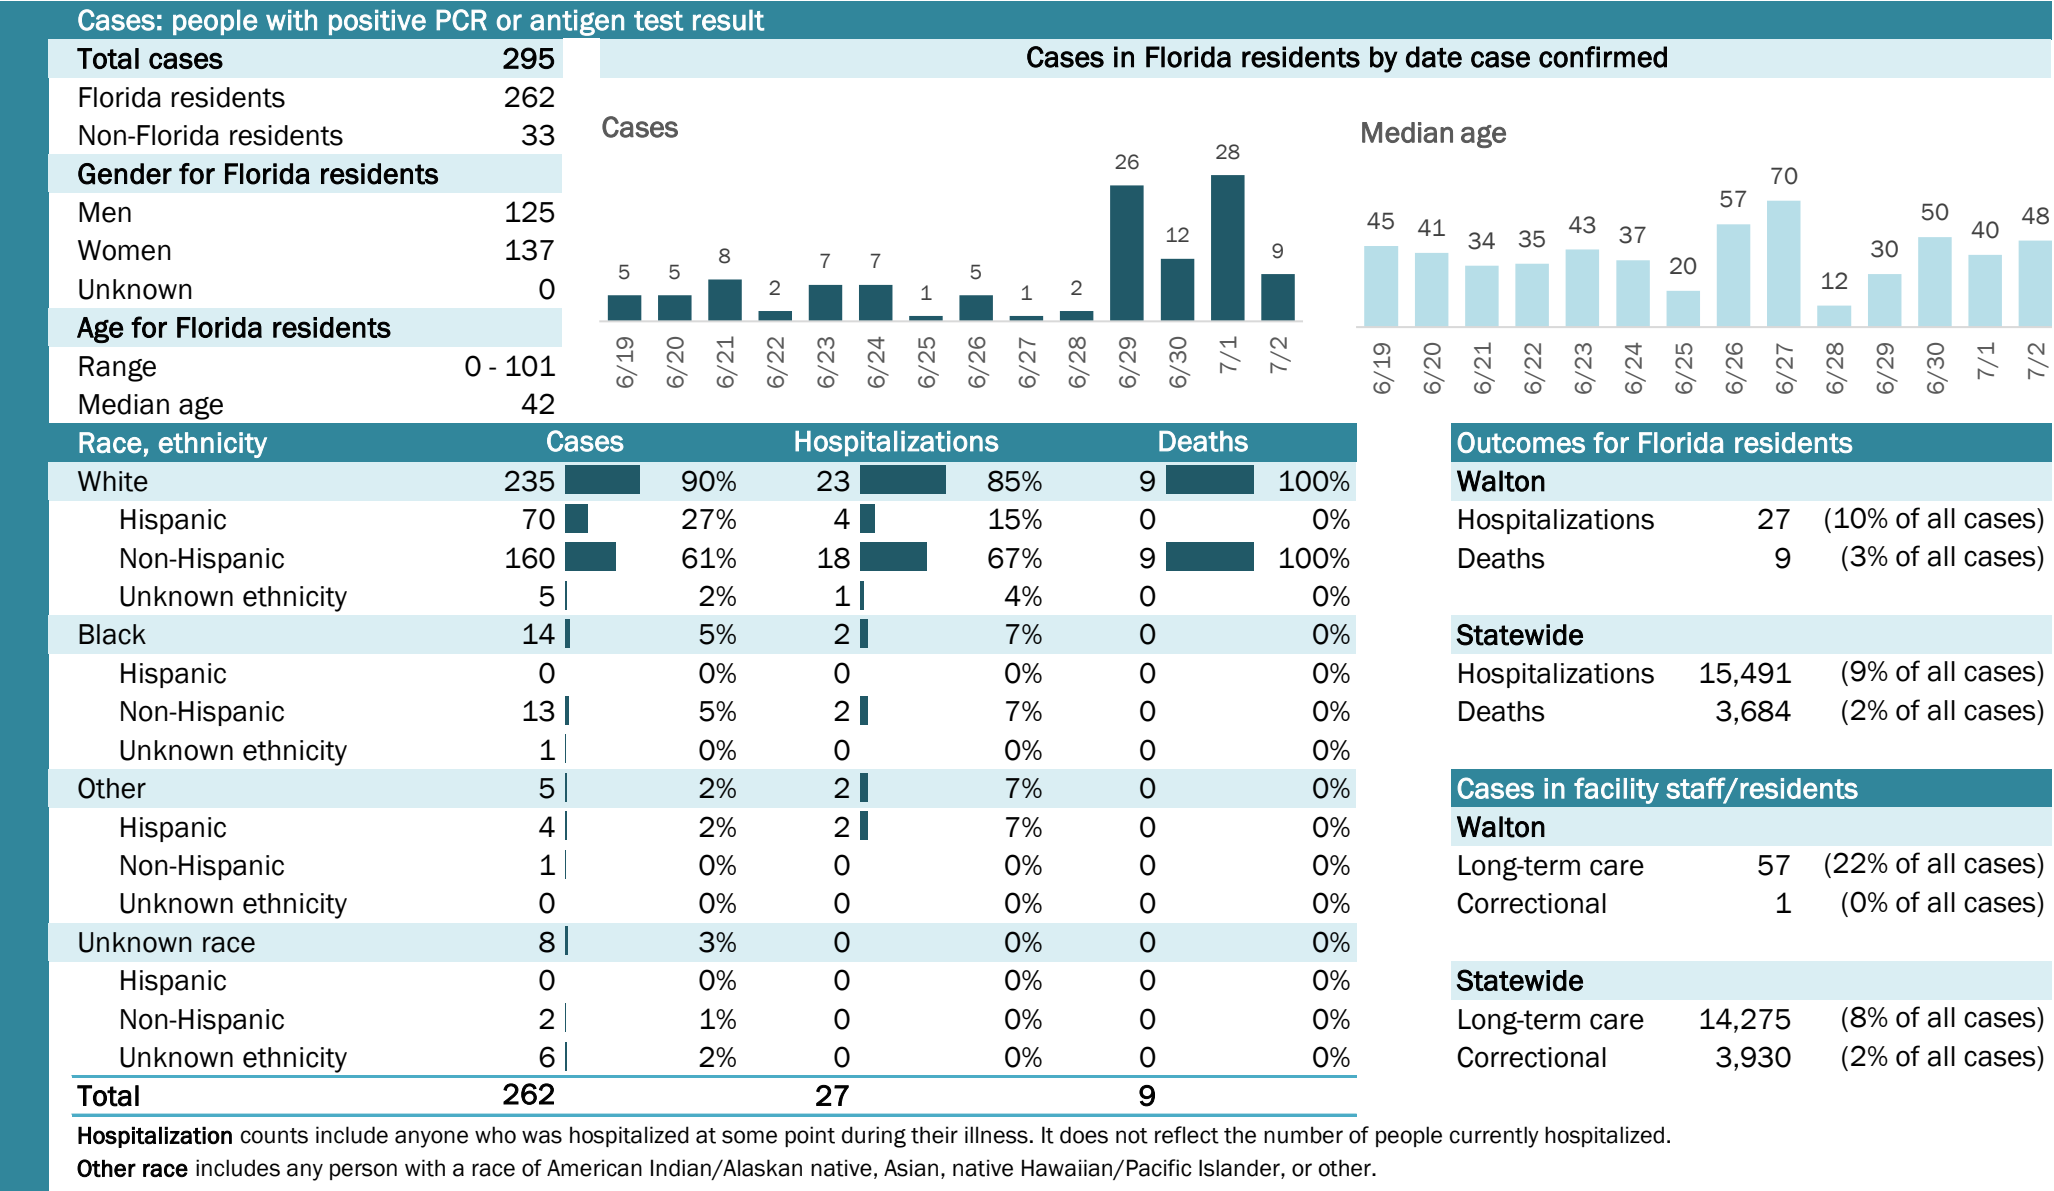 Cases: people with positive PCR or antigen test result
Total cases 295
Florida residents 262
Non-Florida residents 33
Gender for Florida residents
Men 125
Women 137
Unknown 0
Age for Florida residents
Range 0 - 101
Median age 42
Cases in Florida residents by date case confirmed
Cases
5 5 8 2 7 7 1 5 1 2 26 12 28 9
6/19 6/20 6/21 6/22 6/23 6/24 6/25 6/26 6/27 6/28 6/29 6/30 7/1 7/2
Median age
45 41 34 35 43 37 20 57 70 12 30 50 40 48
6/19 6/20 6/21 6/22 6/23 6/24 6/25 6/26 6/27 6/28 6/29 6/30 7/1 7/2
Race, ethnicity Cases Hospitalizations Deaths
White 235 90% 23 85% 9 100%
Hispanic 70 27% 4 15% 0 0%
Non-Hispanic 160 61% 18 67% 9 100%
Unknown ethnicity 5 2% 1 4% 0 0%
Black 14 5% 2 7% 0 0%
Hispanic 0 0% 0 0% 0 0%
Non-Hispanic 13 5% 2 7% 0 0%
Unknown ethnicity 1 0% 0 0% 0 0%
Other 5 2% 2 7% 0 0%
Hispanic 4 2% 2 7% 0 0%
Non-Hispanic 1 0% 0 0% 0 0%
Unknown ethnicity 0 0% 0 0% 0 0%
Unknown race 8 3% 0 0% 0 0%
Hispanic 0 0% 0 0% 0 0%
Non-Hispanic 2 1% 0 0% 0 0%
Unknown ethnicity 6 2% 0 0% 0 0%
Total 262 27 9
Outcomes for Florida residents
Walton
Hospitalizations 27 (10% of all cases)
Deaths 9 (3% of all cases)
Statewide
Hospitalizations 15,491 (9% of all cases)
Deaths 3,684 (2% of all cases)
Cases in facility staff/residents
Walton
Long-term care 57 (22% of all cases)
Correctional 1 (0% of all cases)
Statewide
Long-term care 14,275 (8% of all cases)
Correctional 3,930 (2% of all cases)
Hospitalization counts include anyone who was hospitalized at some point during their illness. It does not reflect the number of people currently hospitalized.
Other race includes any person with a race of American Indian/Alaskan native, Asian, native Hawaiian/Pacific Islander, or other.